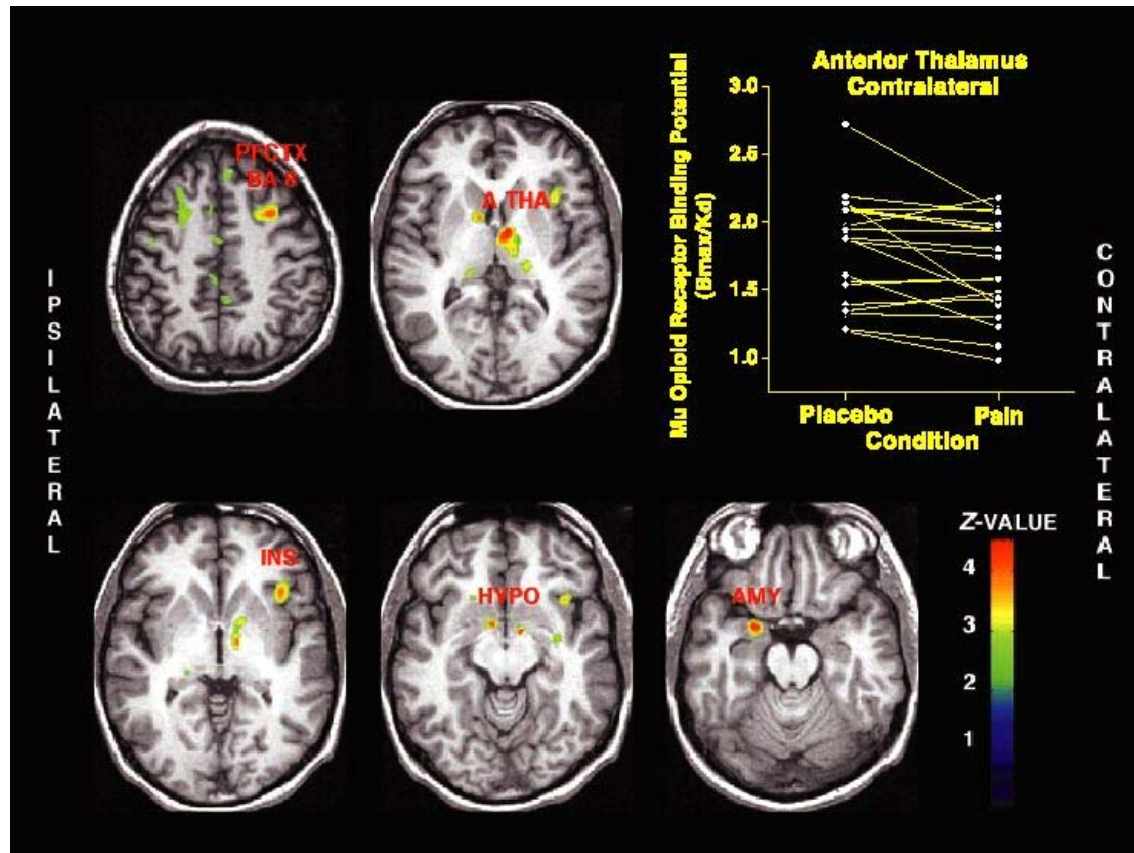 PFCTX
BA 8
A THA
Anterior Thalamus
Contralateral
Mu Opioid Receptor Binding Potential
(Bmax/Kd)
3.0
2.5
2.0
1.5
1.0
Placebo
Pain
Condition
IPSILATERAL
CONTRALATERAL
INS
HYPO
AMY
Z-VALUE
4
3
2
1